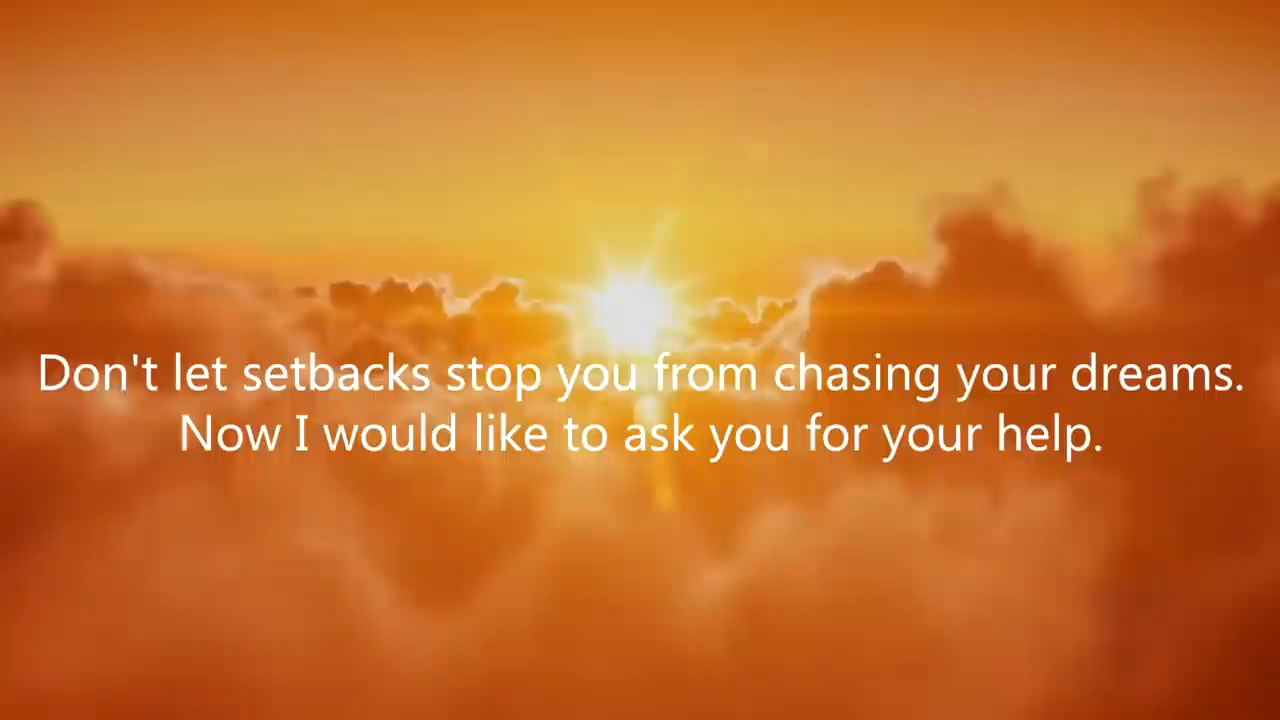 Don't let setbacks stop you from chasing your dreams.
Now I would like to ask you for your help.